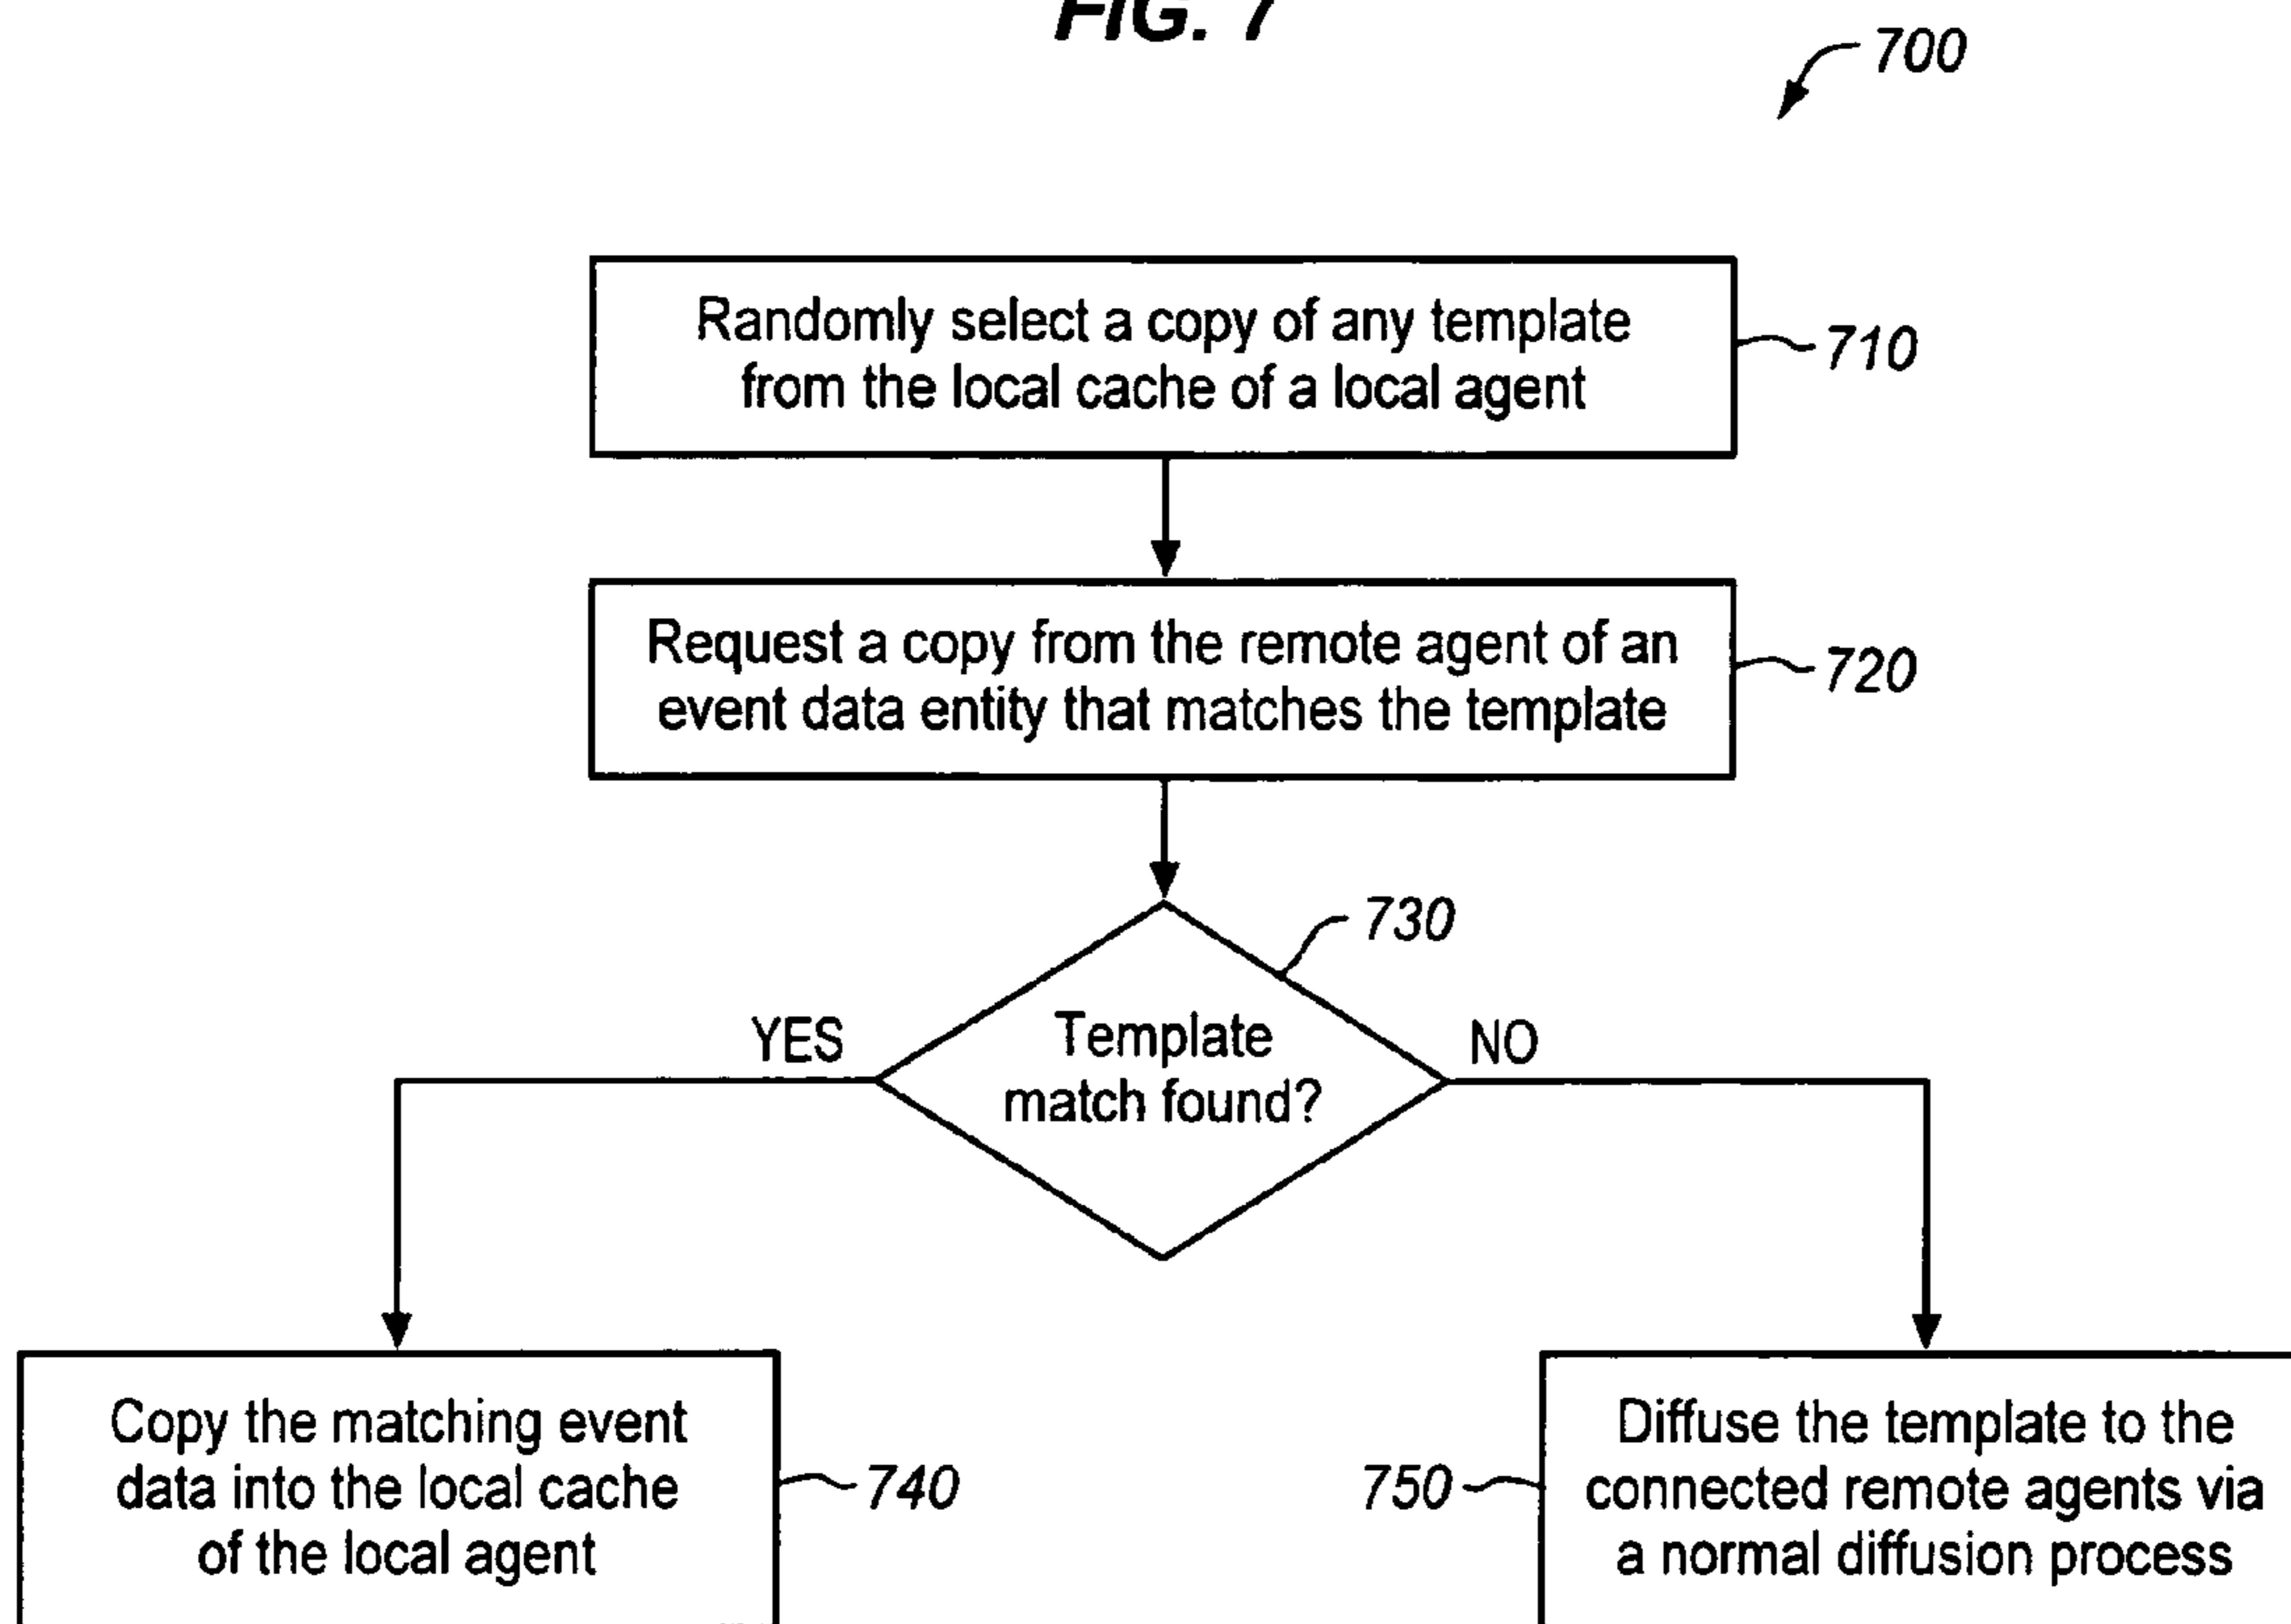 FIG. 7
700
Randomly select a copy of any template
from the local cache of a local agent
710
Request a copy from the remote agent of an
event data entity that matches the template
720
730
YES
Template
match found?
NO
Copy the matching event
data into the local cache
of the local agent
740
750
Diffuse the template to the
connected remote agents via
a normal diffusion process